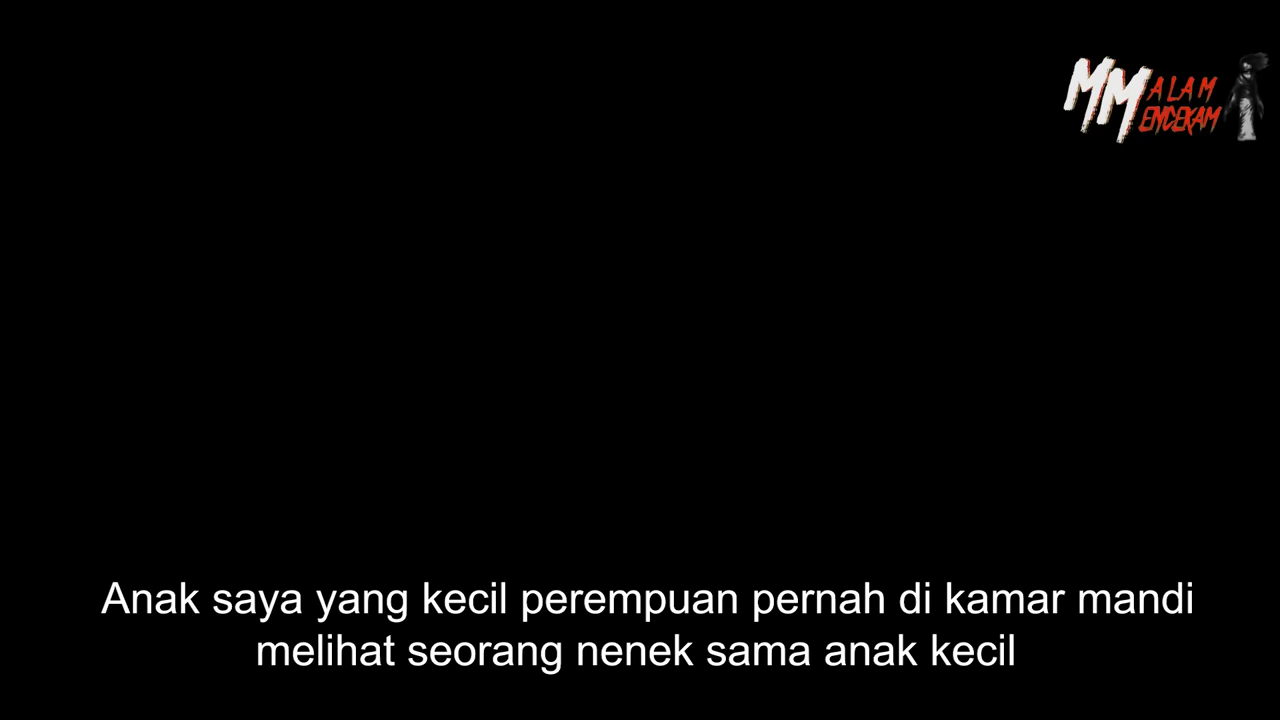 MALAM
MENCEKAM
Anak saya yang kecil perempuan pernah di kamar mandi
melihat seorang nenek sama anak kecil